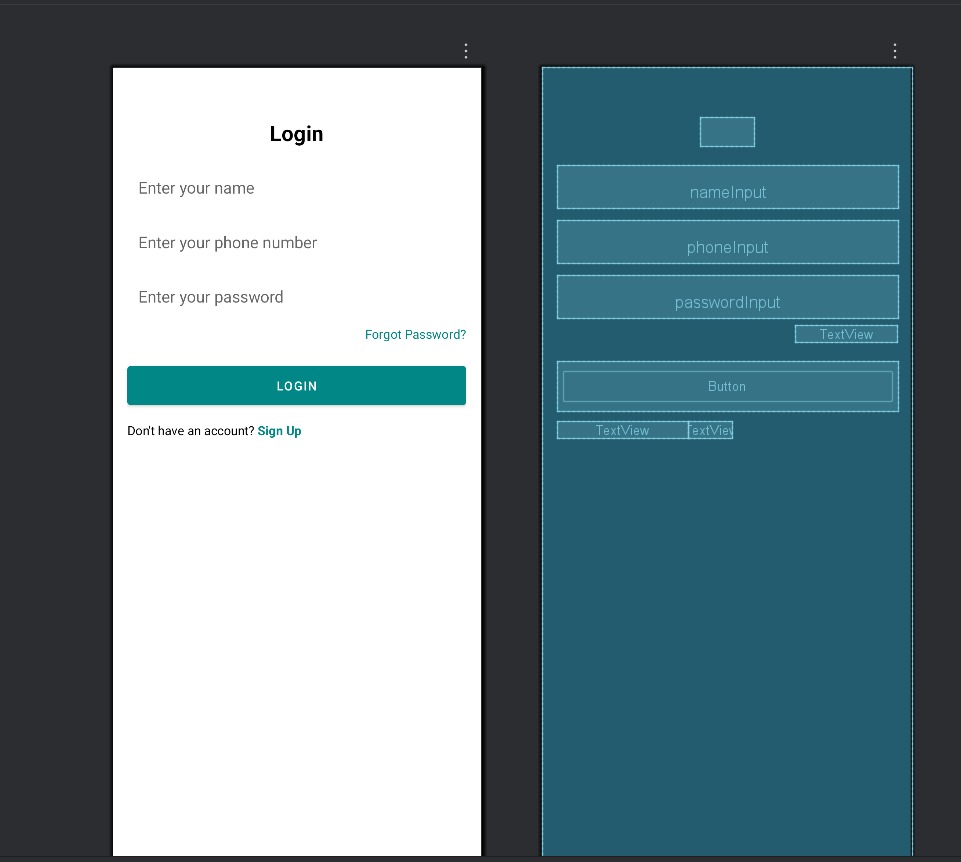 Login
Enter your name
Enter your phone number
Enter your password
Forgot Password?
LOGIN
Don't have an account? Sign Up
nameInput
phoneInput
passwordInput
TextView
Button
TextView